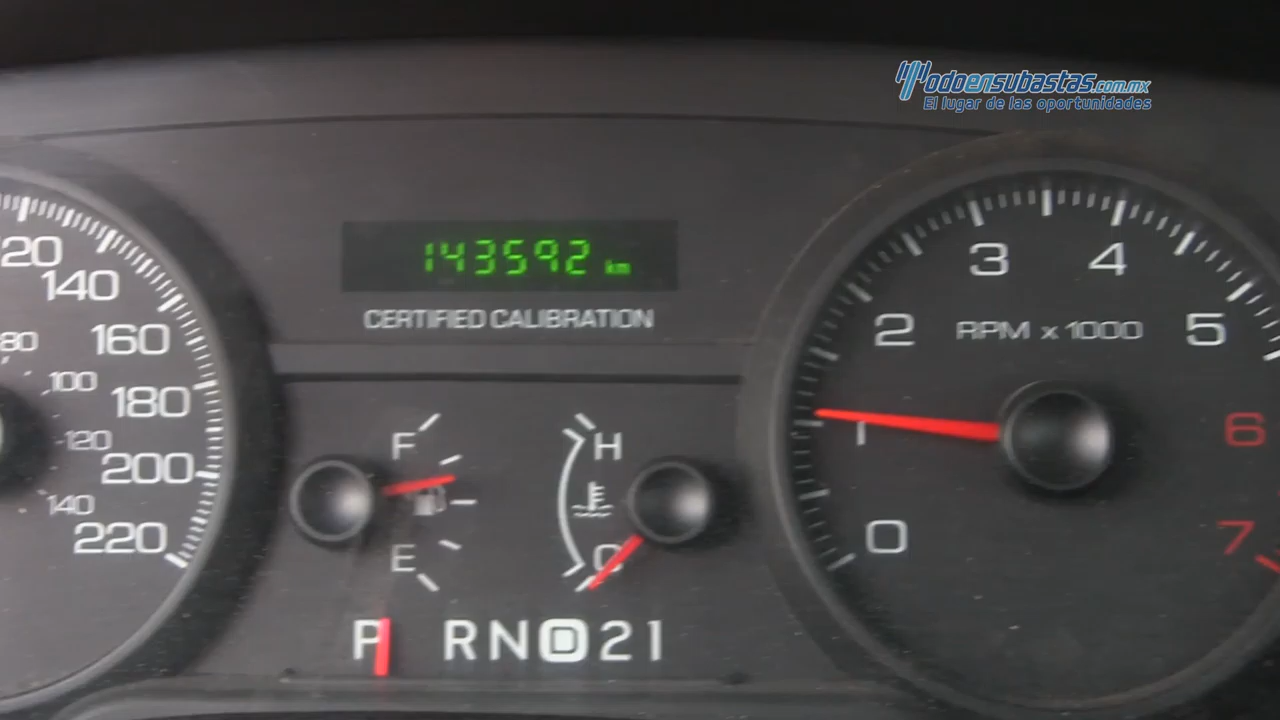 Todoensubastas.com.mx
El lugar de las oportunidades
143592 km
CERTIFIED CALIBRATION
120
140
160
180
200
220
80
100
120
140
F
E
H
C
P R N D 2 1
0
1
2
3
4
5
6
7
RPM x 1000